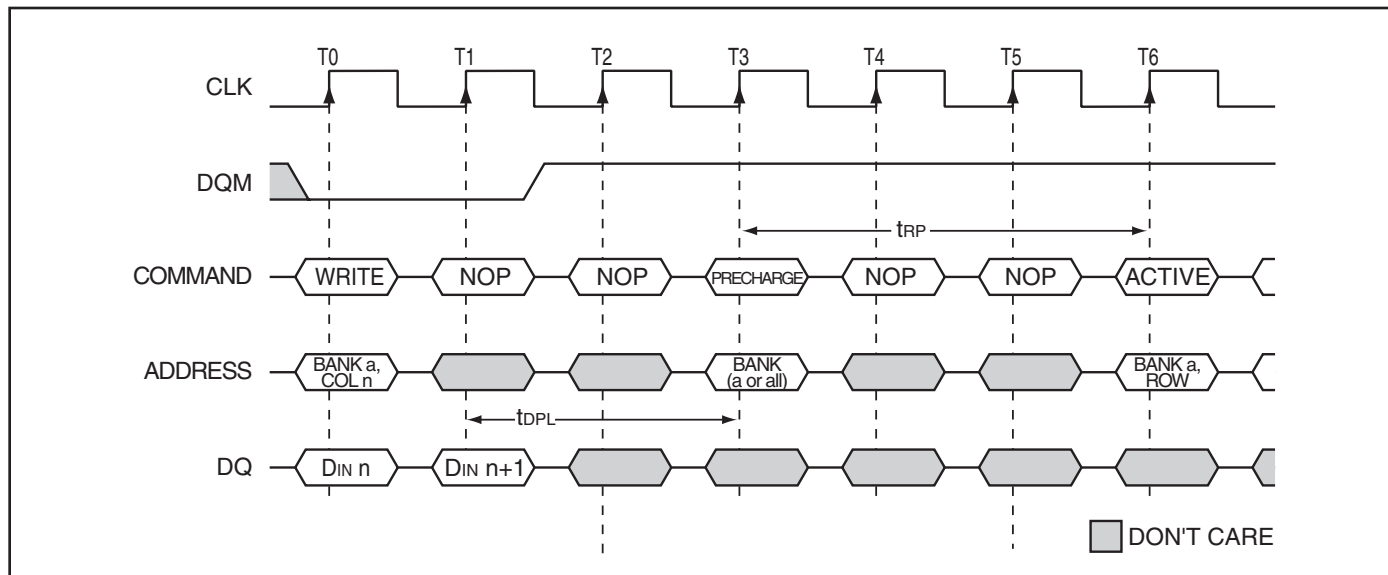 T0 T1 T2 T3 T4 T5 T6
CLK
DQM
tRP
COMMAND WRITE NOP NOP PRECHARGE NOP NOP ACTIVE
ADDRESS BANK a, COL n BANK (a or all) BANK a, ROW
tDPL
DQ DIN n DIN n+1
DON'T CARE